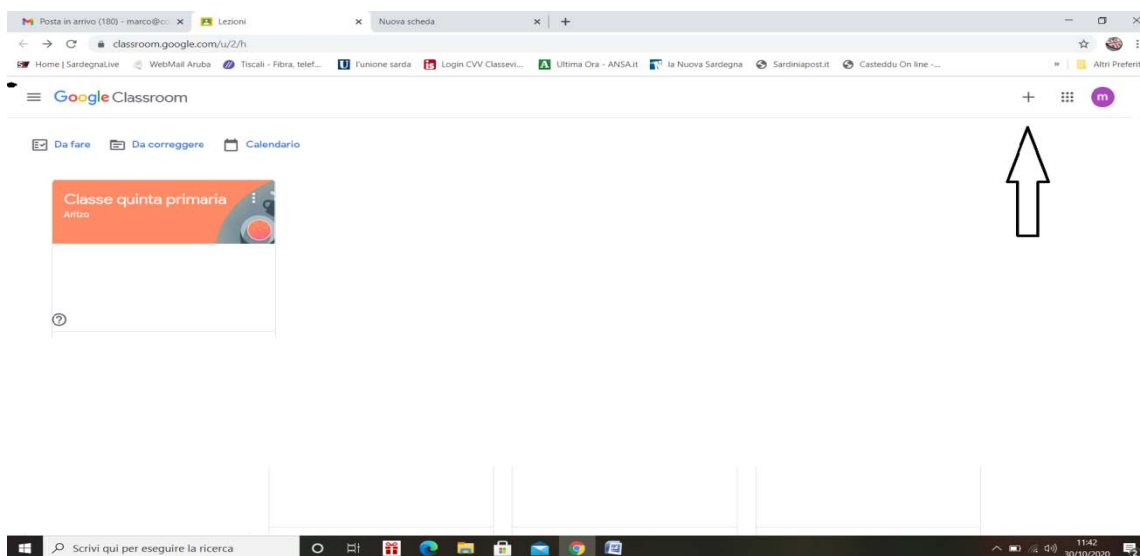 Posta in arrivo (180) - marco@co
Lezioni
Nuova scheda
classroom.google.com/u/2/h
Home | SardegnaLive
WebMail Aruba
Tiscali - Fibra, telef...
l'unione sarda
Login CVV Classevi...
Ultima Ora - ANSA.it
la Nuova Sardegna
Sardiniapost.it
Casteddu On line -...
»
Altri Preferit
Google Classroom
m
Da fare
Da correggere
Calendario
Classe quinta primaria
Aritzo
Scrivi qui per eseguire la ricerca
11:42
30/10/2020